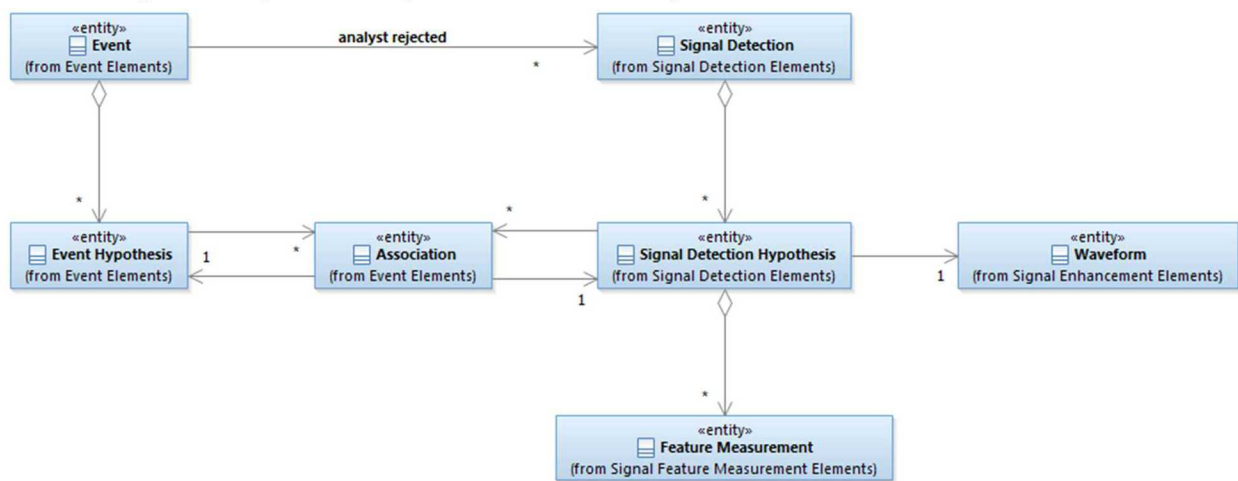 «entity»
Event
(from Event Elements)
analyst rejected
*
«entity»
Signal Detection
(from Signal Detection Elements)
*
*
«entity»
Event Hypothesis
(from Event Elements)
*
1
«entity»
Association
(from Event Elements)
*
1
«entity»
Signal Detection Hypothesis
(from Signal Detection Elements)
1
«entity»
Waveform
(from Signal Enhancement Elements)
*
«entity»
Feature Measurement
(from Signal Feature Measurement Elements)